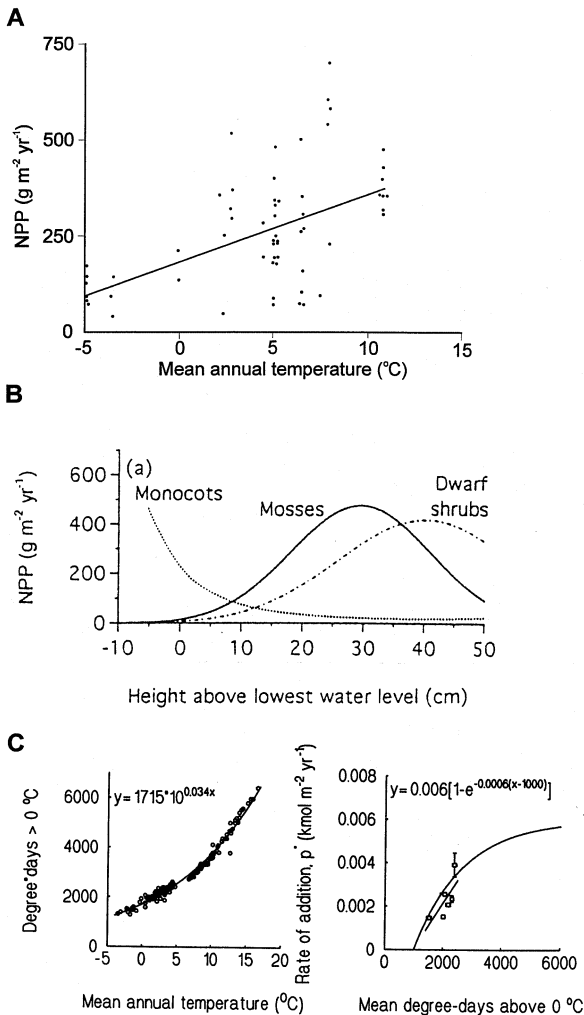 A
750
500
250
0
NPP (g m⁻² yr⁻¹)
-5 0 5 10 15
Mean annual temperature (°C)
B
(a)
Monocots
Mosses
Dwarf
shrubs
600
400
200
0
NPP (g m⁻² yr⁻¹)
-10 0 10 20 30 40 50
Height above lowest water level (cm)
C
y=1715*10^0.034x
6000
4000
2000
0
Degree*days > 0 °C
-5 0 5 10 15 20
Mean annual temperature (°C)
y=0.006[1-e^-0.0006(x-1000)]
0.008
0.006
0.004
0.002
0
Rate of addition, p* (kmol m⁻² yr⁻¹)
0 2000 4000 6000
Mean degree-days above 0 °C